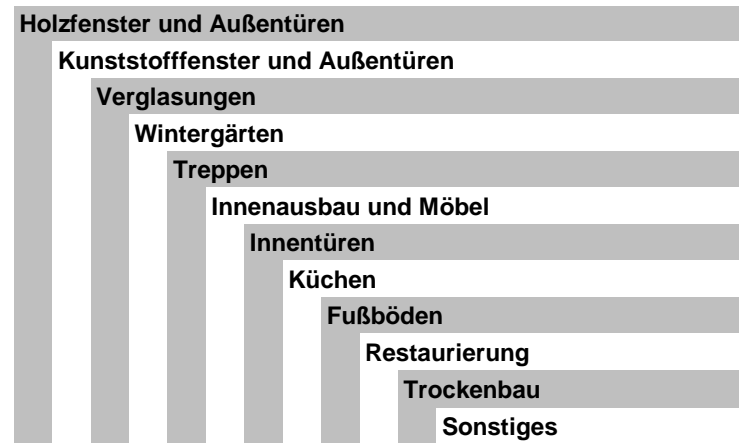 Holzfenster und Außentüren
Kunststofffenster und Außentüren
Verglasungen
Wintergärten
Treppen
Innenausbau und Möbel
Innentüren
Küchen
Fußböden
Restaurierung
Trockenbau
Sonstiges